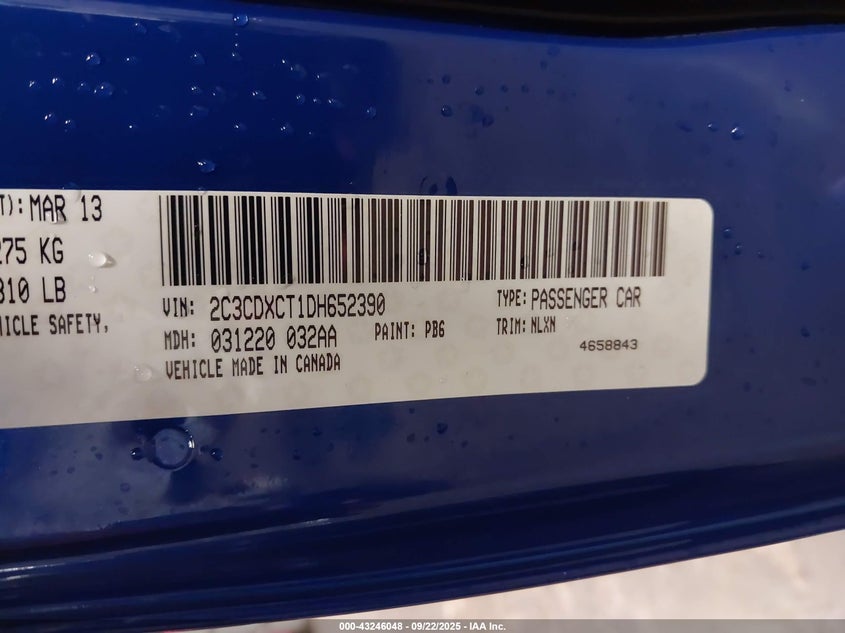 T): MAR 13
275 KG
310 LB
HICLE SAFETY,
VIN: 2C3CDXCT1DH652390
TYPE: PASSENGER CAR
MDH: 031220 032AA
PAINT: PB6
TRIM: NLXN
VEHICLE MADE IN CANADA
4658843
000-43246048 - 09/22/2025 - IAA Inc.